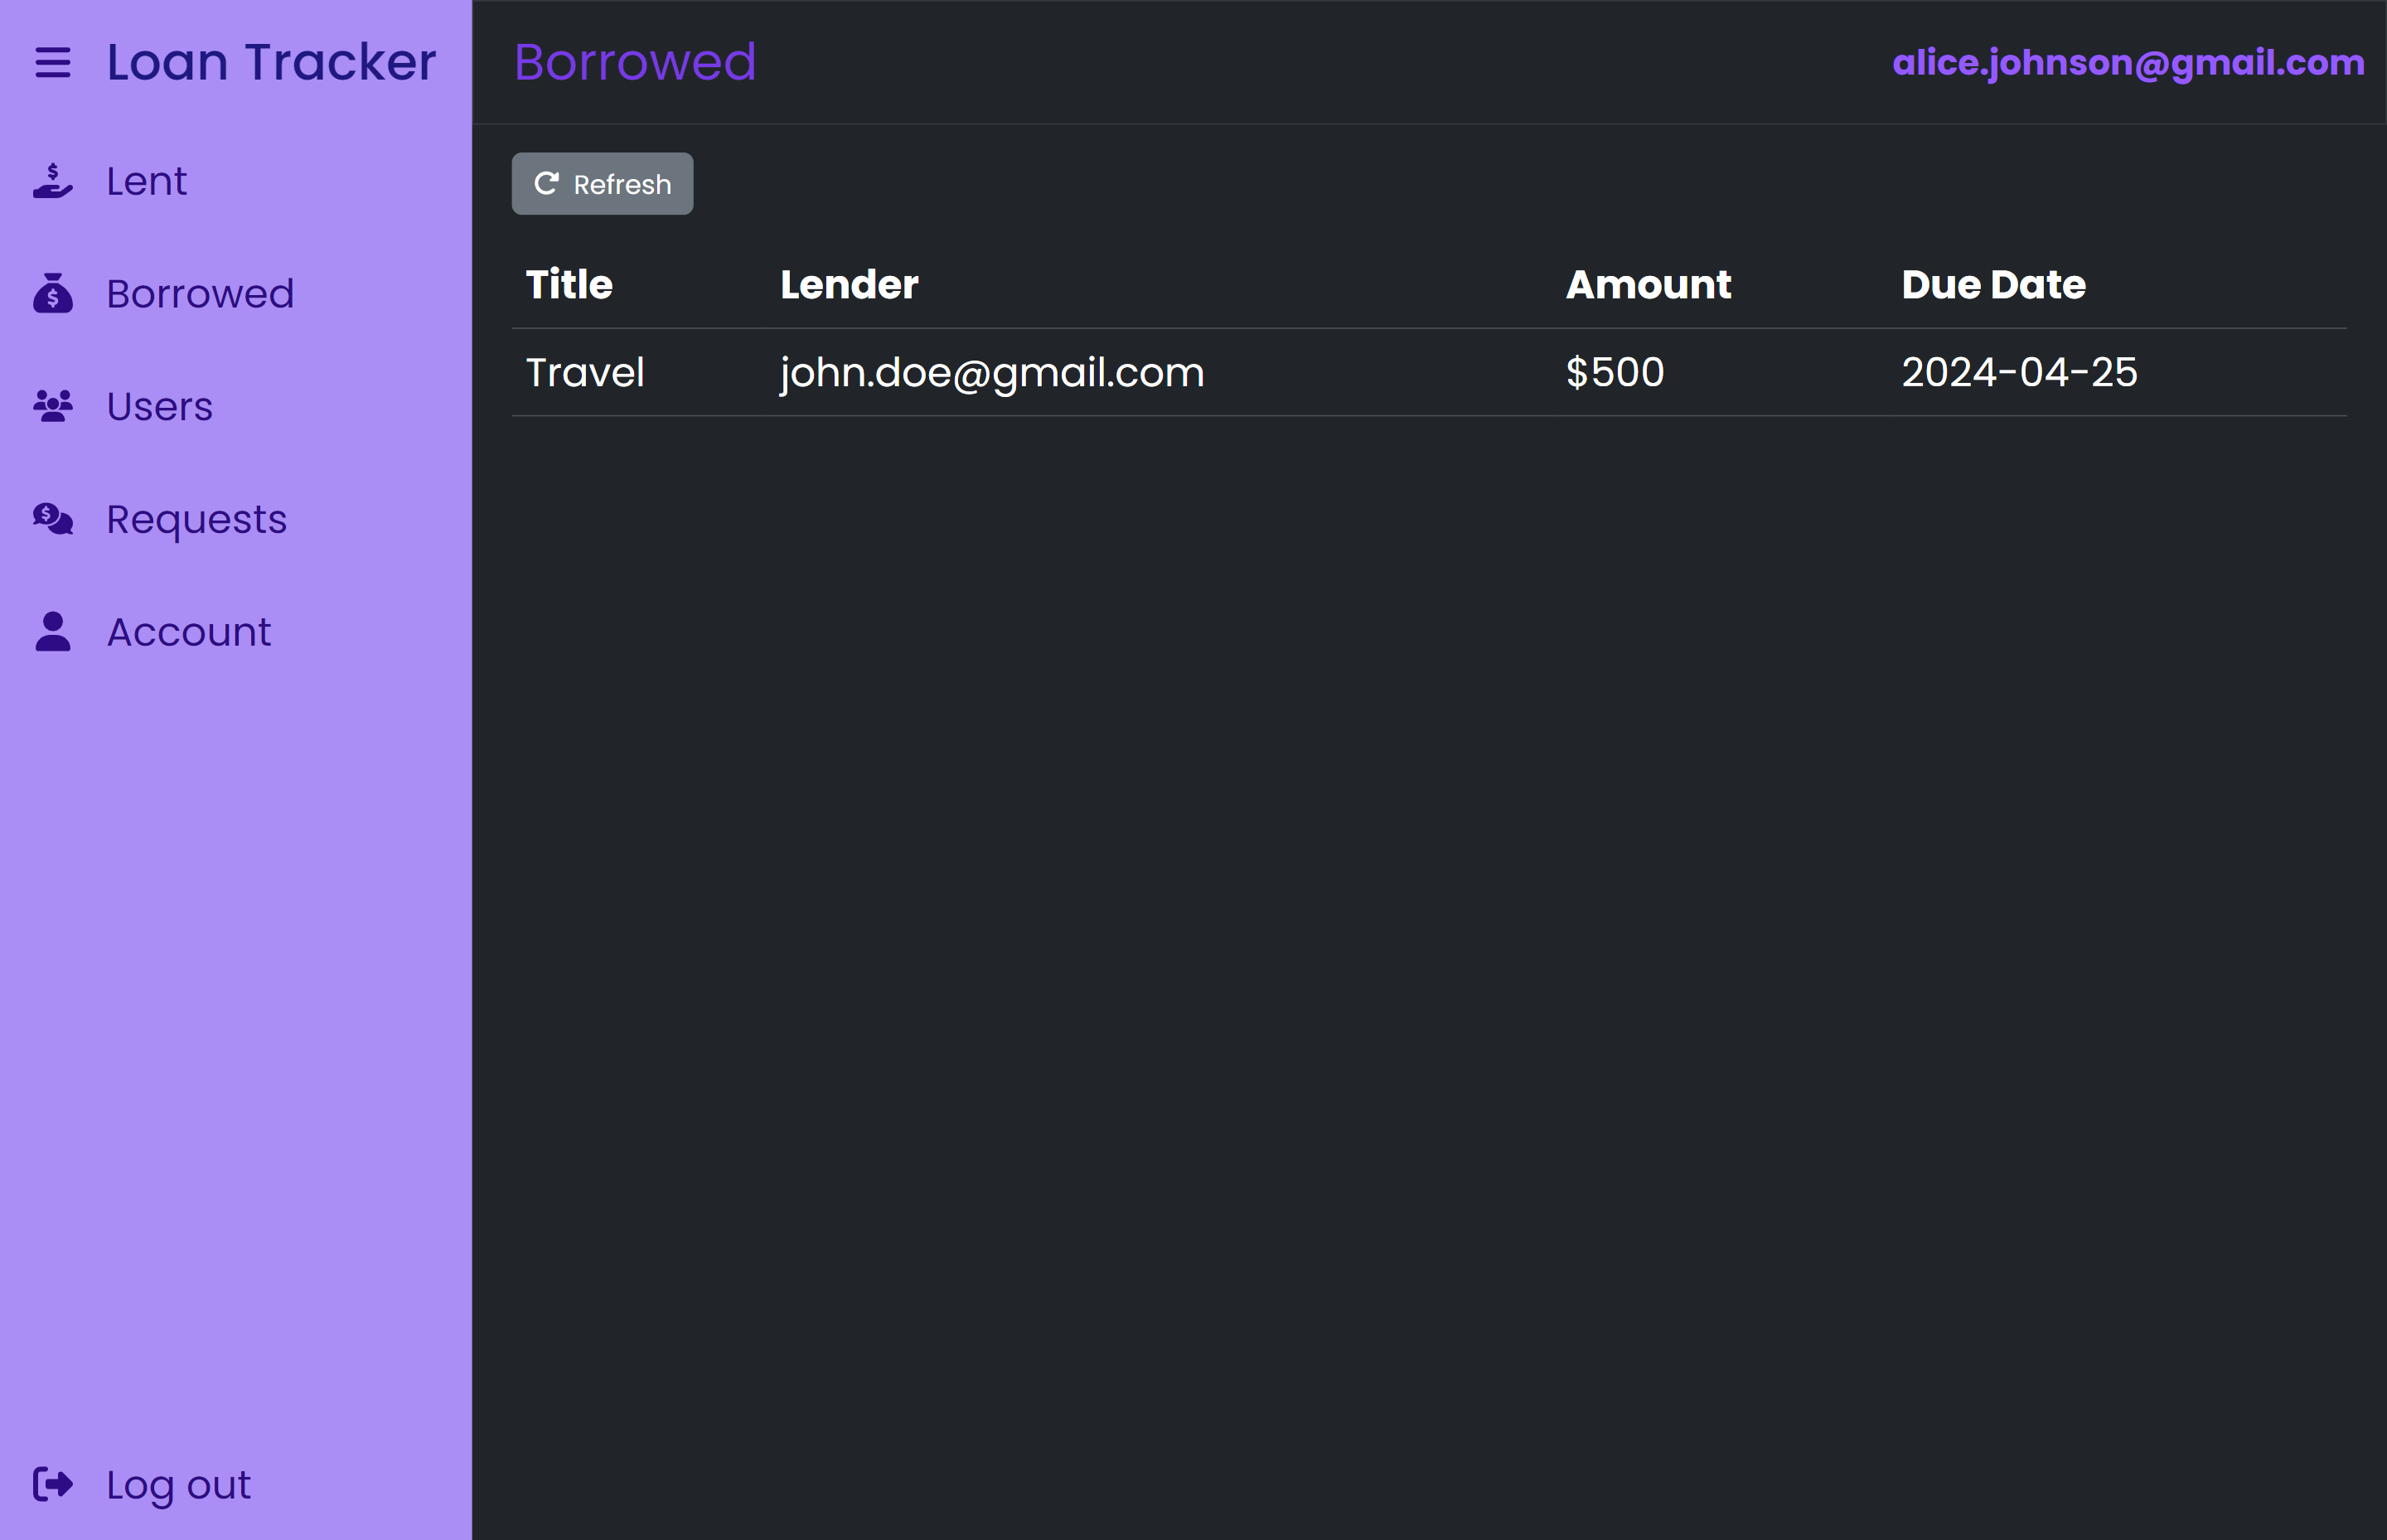 Loan Tracker
Lent
Borrowed
Users
Requests
Account
Log out
Borrowed
alice.johnson@gmail.com
Refresh
Title Lender Amount Due Date
Travel john.doe@gmail.com $500 2024-04-25